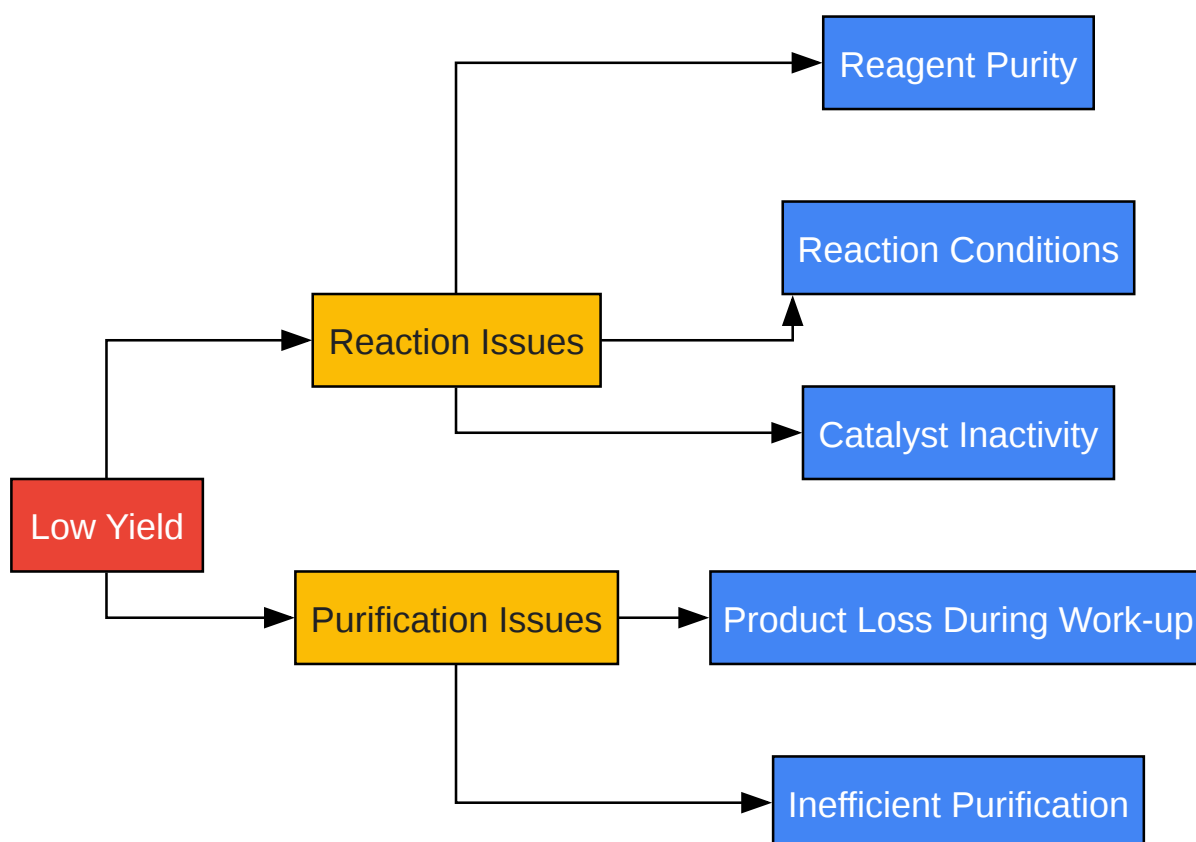 Reagent Purity
Reaction Conditions
Reaction Issues
Catalyst Inactivity
Low Yield
Purification Issues
Product Loss During Work-up
Inefficient Purification